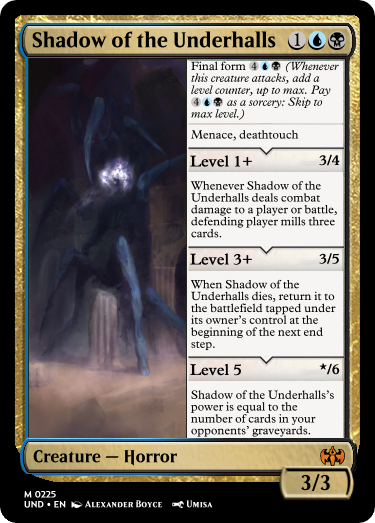 Shadow of the Underhalls 1UB
Final form 4UB (Whenever
this creature attacks, add a
level counter, up to max. Pay
4UB as a sorcery: Skip to
max level.)
Menace, deathtouch
Level 1+ 3/4
Whenever Shadow of the
Underhalls deals combat
damage to a player or battle,
defending player mills three
cards.
Level 3+ 3/5
When Shadow of the
Underhalls dies, return it to
the battlefield tapped under
its owner's control at the
beginning of the next end
step.
Level 5 */6
Shadow of the Underhalls's
power is equal to the
number of cards in your
opponents' graveyards.
Creature — Horror
3/3
M 0225
UND • EN Alexander Boyce Umisa